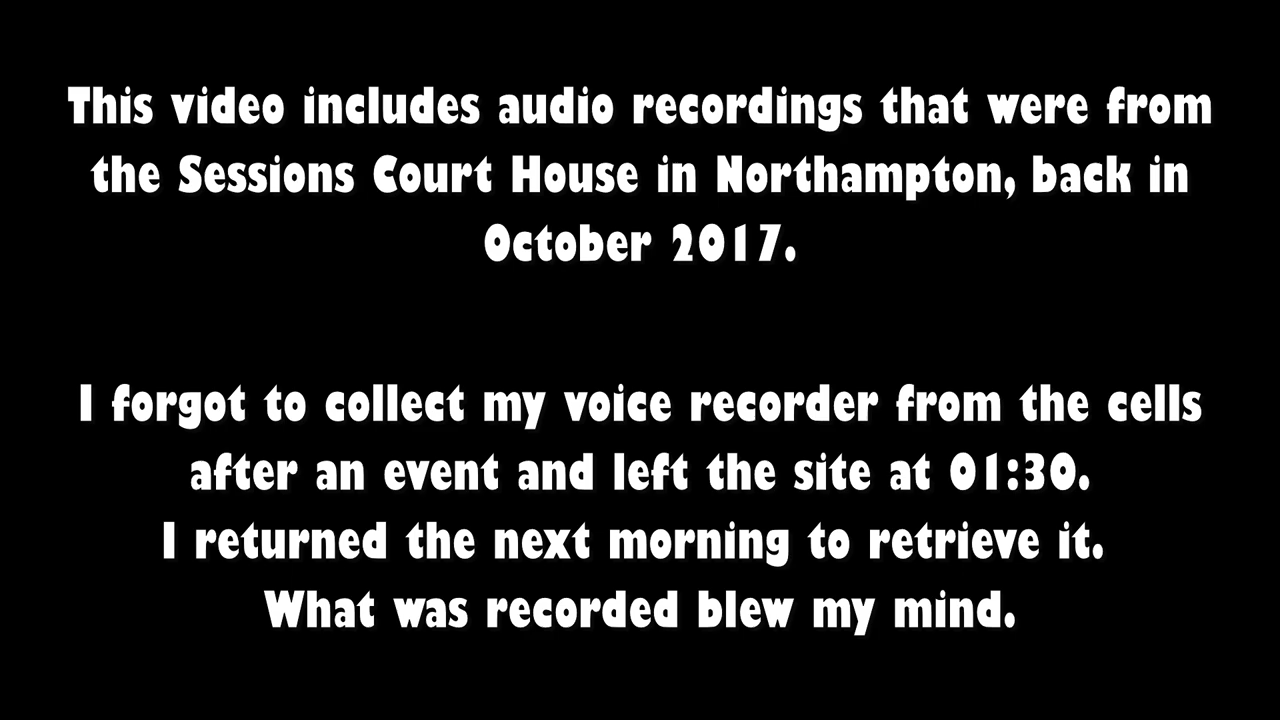 This video includes audio recordings that were from
the Sessions Court House in Northampton, back in
October 2017.
I forgot to collect my voice recorder from the cells
after an event and left the site at 01:30.
I returned the next morning to retrieve it.
What was recorded blew my mind.